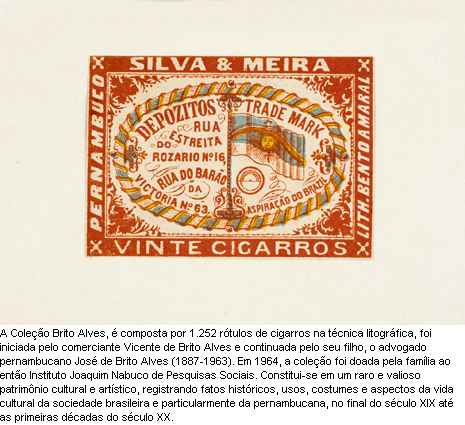 SILVA & MEIRA
PERNAMBUCO
LITH. BENTO AMARAL
DEPOZITOS
RUA
ESTREITA
DO
ROZARIO Nº 16
RUA DO BARÃO
DA
VICTORIA Nº 63
TRADE MARK
ASPIRAÇÃO DO BRAZIL
VINTE CIGARROS
A Coleção Brito Alves, é composta por 1.252 rótulos de cigarros na técnica litográfica, foi
iniciada pelo comerciante Vicente de Brito Alves e continuada pelo seu filho, o advogado
pernambucano José de Brito Alves (1887-1963). Em 1964, a coleção foi doada pela família ao
então Instituto Joaquim Nabuco de Pesquisas Sociais. Constitui-se em um raro e valioso
patrimônio cultural e artístico, registrando fatos históricos, usos, costumes e aspectos da vida
cultural da sociedade brasileira e particularmente da pernambucana, no final do século XIX até
as primeiras décadas do século XX.